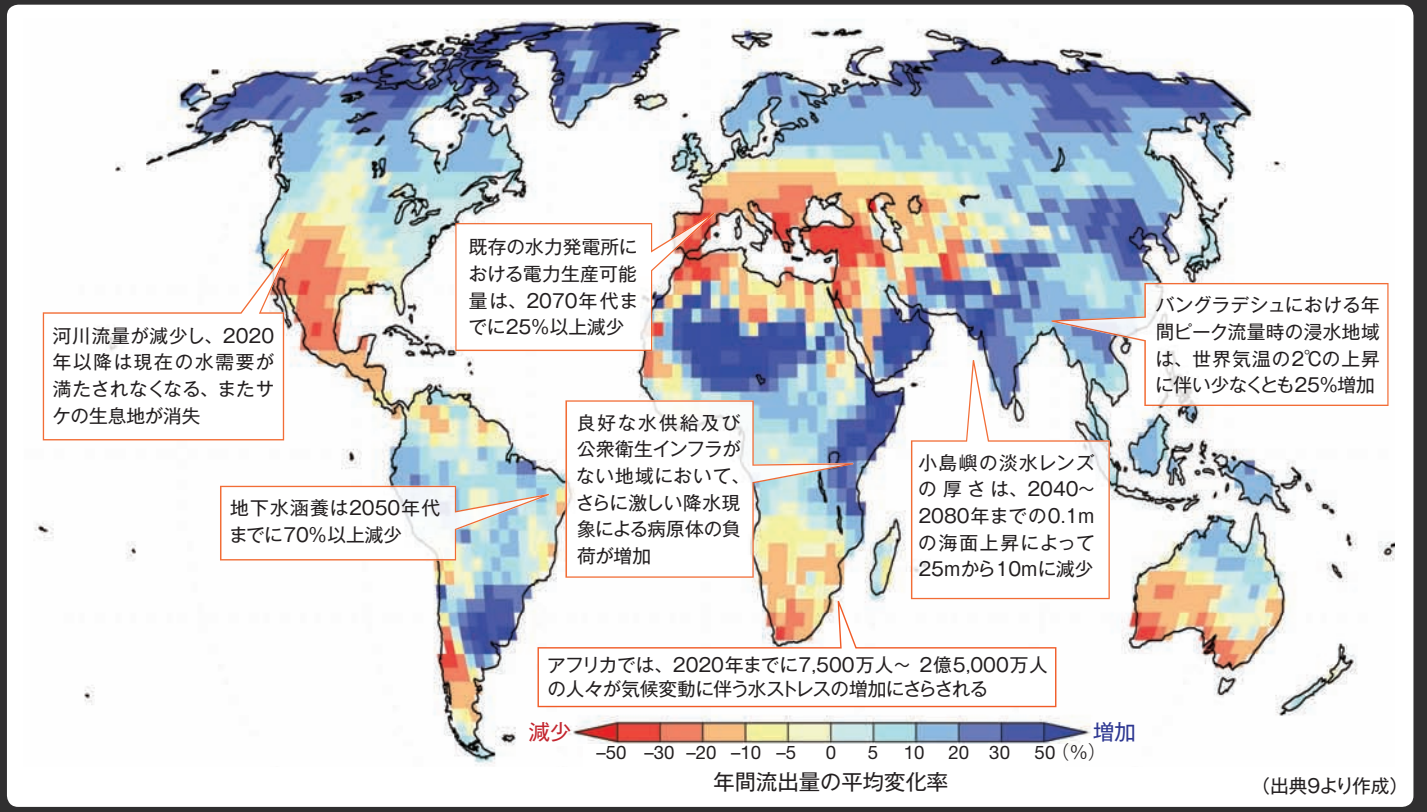 既存の水力発電所に
おける電力生産可能
量は、2070年代ま
でに25%以上減少
河川流量が減少し、2020
年以降は現在の水需要が
満たされなくなる、またサ
ケの生息地が消失
バングラデシュにおける年
間ピーク流量時の浸水地域
は、世界気温の2℃の上昇
に伴い少なくとも25%増加
良好な水供給及び
公衆衛生インフラが
ない地域において、
さらに激しい降水現
象による病原体の負
荷が増加
小島嶼の淡水レンズ
の厚さは、2040～
2080年までの0.1m
の海面上昇によって
25mから10mに減少
地下水涵養は2050年代
までに70%以上減少
アフリカでは、2020年までに7,500万人～ 2億5,000万人
の人々が気候変動に伴う水ストレスの増加にさらされる
減少 増加
–50 –30 –20 –10 –5 0 5 10 20 30 50 (%)
年間流出量の平均変化率
(出典9より作成)